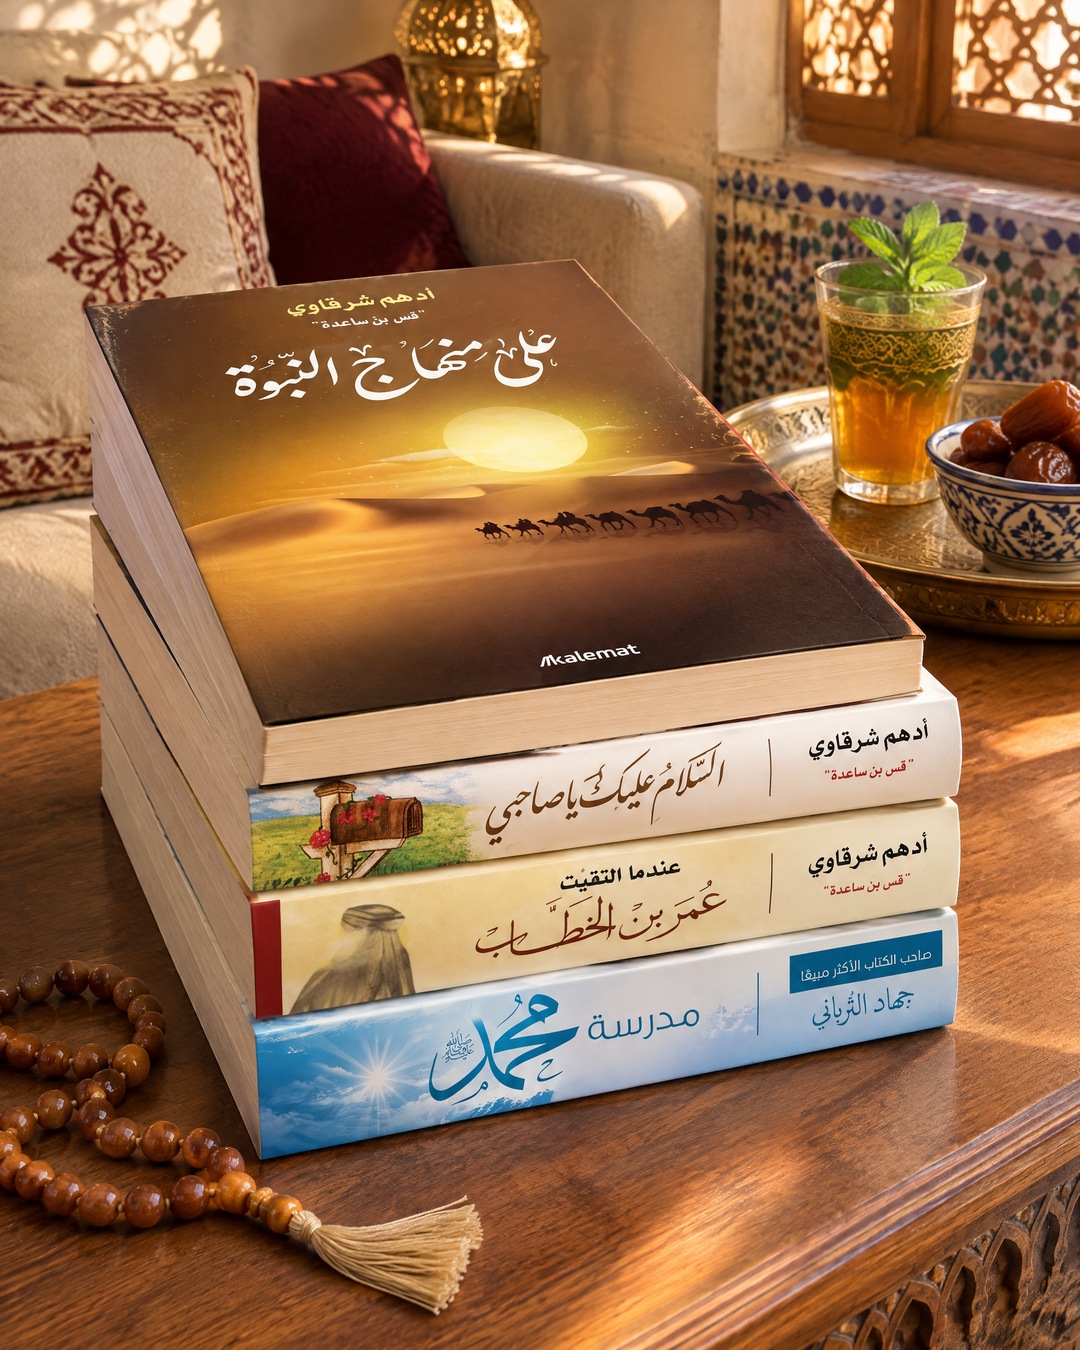 أدهم شرقاوي
"قس بن ساعدة"
على منهاج النبوة
kalemat
السلام عليك يا صاحبي
أدهم شرقاوي
"قس بن ساعدة"
عندما التقيت
عمر بن الخطاب
أدهم شرقاوي
"قس بن ساعدة"
مدرسة
محمد
ﷺ
صاحب الكتاب الأكثر مبيعًا
جهاد الترباني